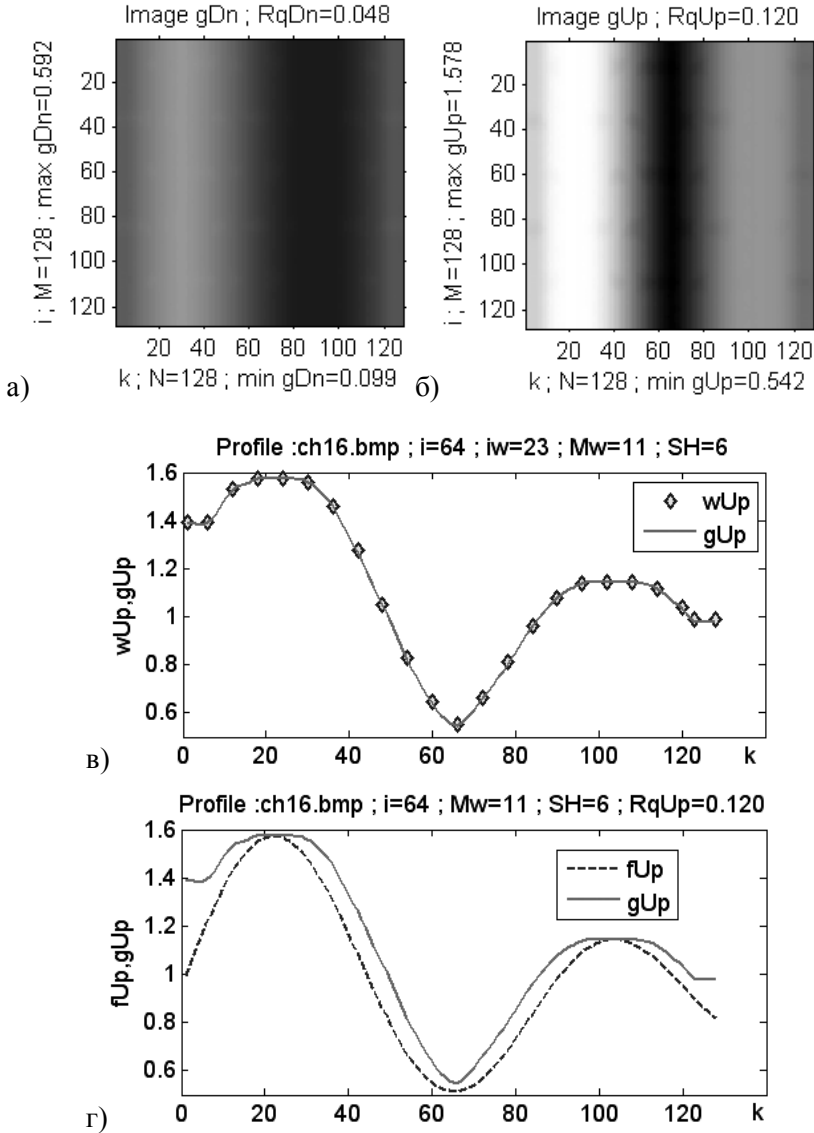 Image gDn ; RqDn=0.048
i ; M=128 ; max gDn=0.592
20
40
60
80
100
120
20 40 60 80 100 120
k ; N=128 ; min gDn=0.099
а)
Image gUp ; RqUp=0.120
i ; M=128 ; max gUp=1.578
20
40
60
80
100
120
20 40 60 80 100 120
k ; N=128 ; min gUp=0.542
б)
Profile :ch16.bmp ; i=64 ; iw=23 ; Mw=11 ; SH=6
wUp,gUp
1.6
1.4
1.2
1
0.8
0.6
wUp
gUp
0 20 40 60 80 100 120 k
в)
Profile :ch16.bmp ; i=64 ; Mw=11 ; SH=6 ; RqUp=0.120
fUp,gUp
1.6
1.4
1.2
1
0.8
0.6
fUp
gUp
0 20 40 60 80 100 120 k
г)